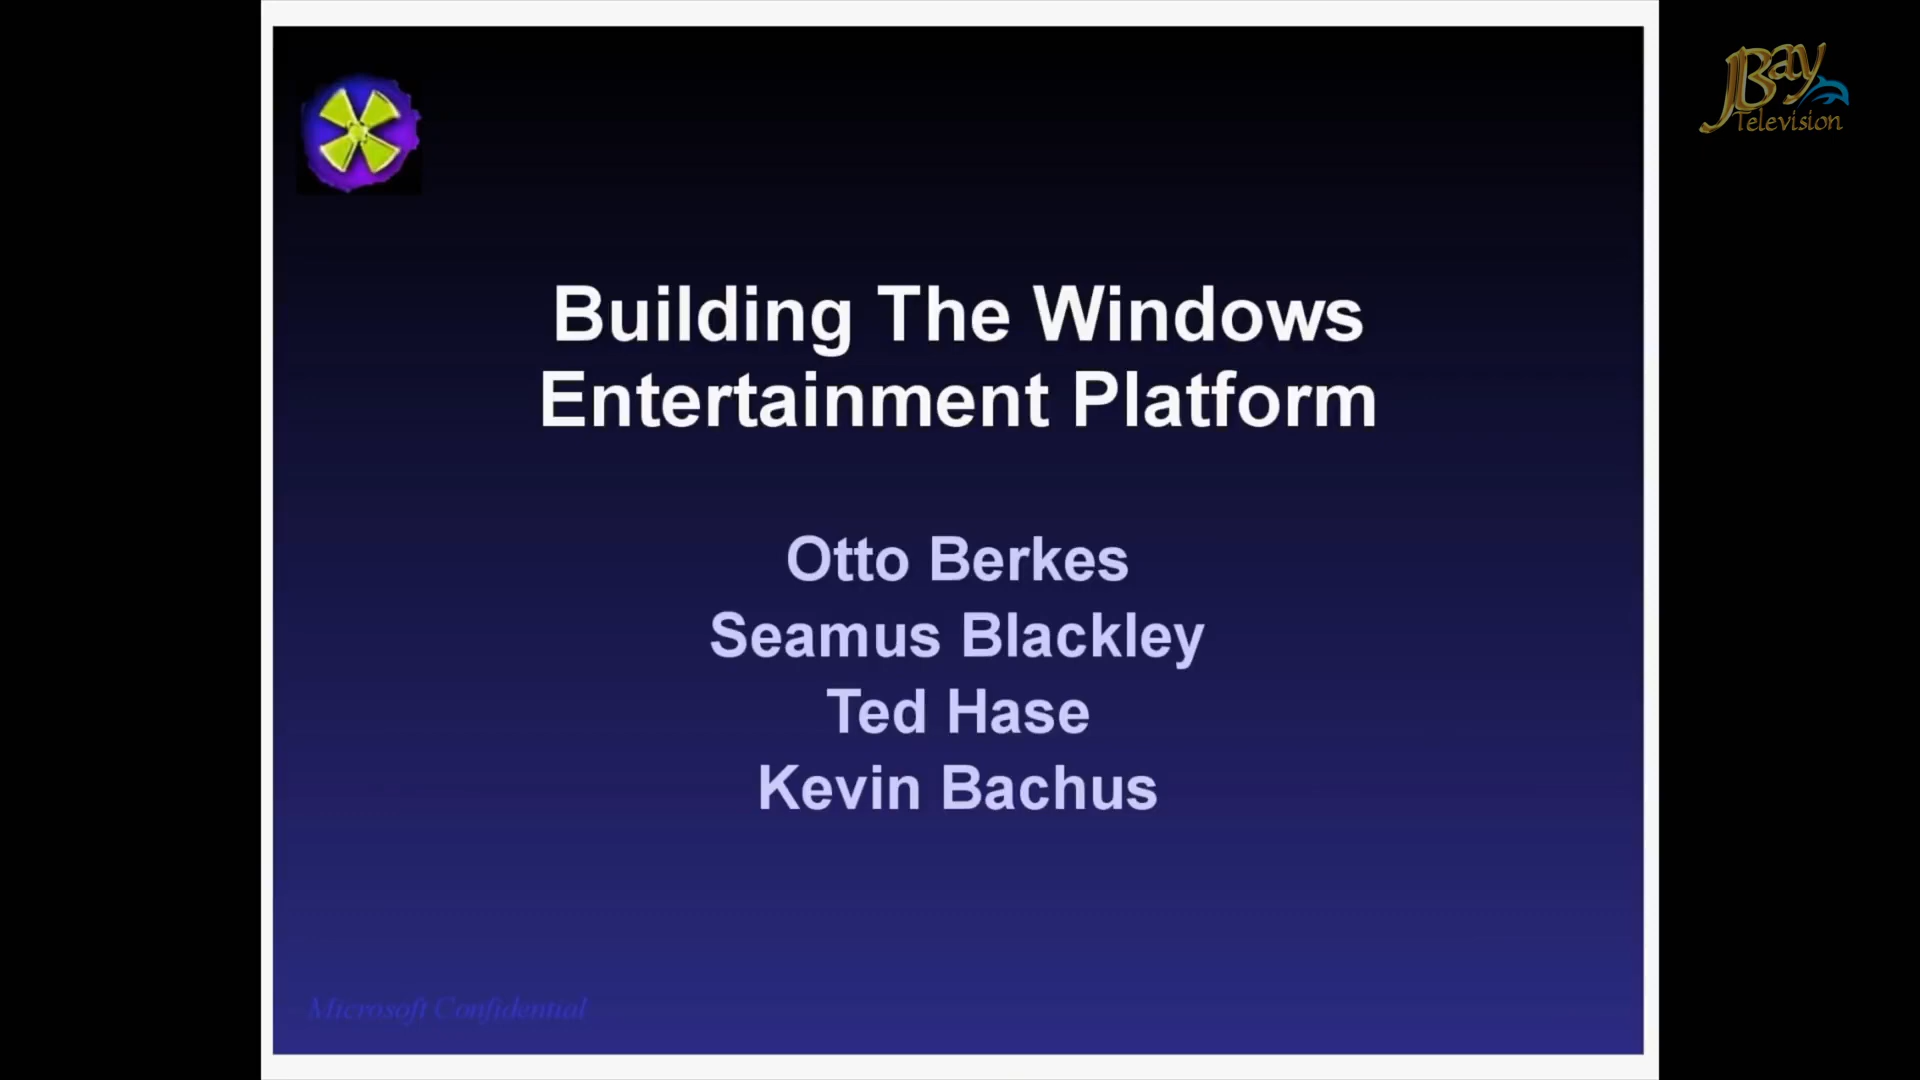 JBay
Television
Building The Windows
Entertainment Platform
Otto Berkes
Seamus Blackley
Ted Hase
Kevin Bachus
Microsoft Confidential